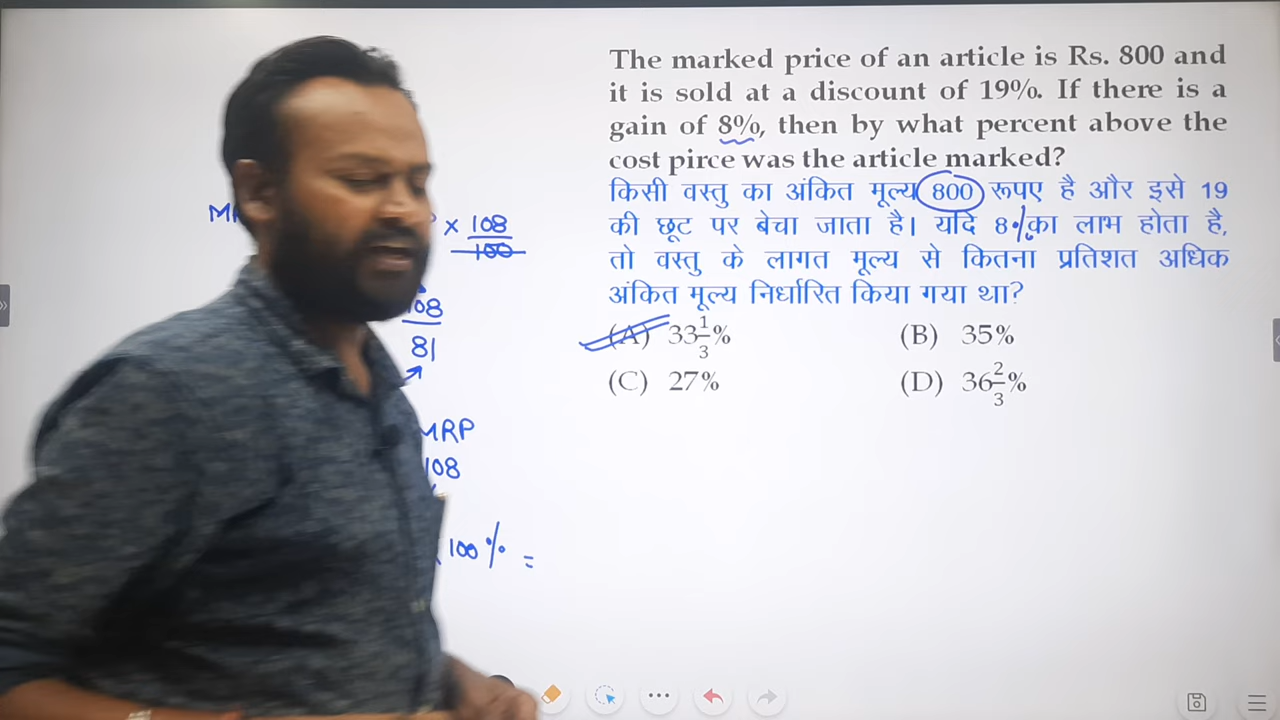 The marked price of an article is Rs. 800 and
it is sold at a discount of 19%. If there is a
gain of 8%, then by what percent above the
cost pirce was the article marked?
किसी वस्तु का अंकित मूल्य 800 रूपए है और इसे 19
की छूट पर बेचा जाता है। यदि 8% का लाभ होता है,
तो वस्तु के लागत मूल्य से कितना प्रतिशत अधिक
अंकित मूल्य निर्धारित किया गया था?
(A) 33 1/3 % (B) 35%
(C) 27% (D) 36 2/3 %
× 108
100
108
81
MRP
108
100 % =